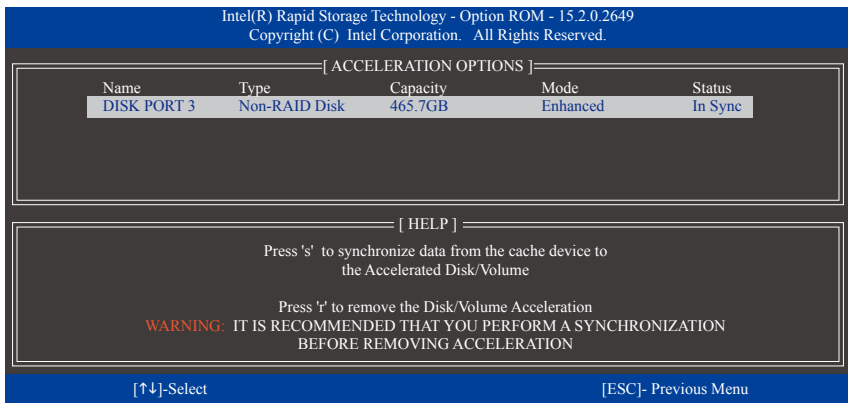 Intel(R) Rapid Storage Technology - Option ROM - 15.2.0.2649
Copyright (C) Intel Corporation. All Rights Reserved.
[ ACCELERATION OPTIONS ]
Name Type Capacity Mode Status
DISK PORT 3 Non-RAID Disk 465.7GB Enhanced In Sync
[ HELP ]
Press 's' to synchronize data from the cache device to
the Accelerated Disk/Volume
Press 'r' to remove the Disk/Volume Acceleration
WARNING: IT IS RECOMMENDED THAT YOU PERFORM A SYNCHRONIZATION
BEFORE REMOVING ACCELERATION
[↑↓]-Select [ESC]- Previous Menu